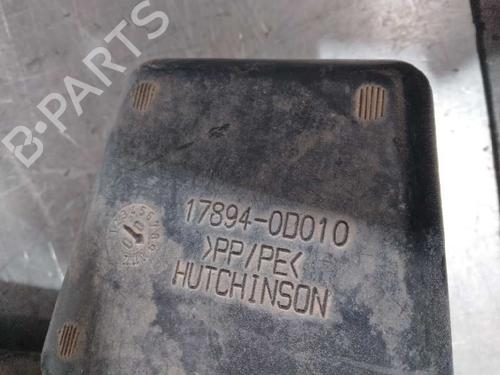 B-PARTS
17894-0D010
>PP/PE<
HUTCHINSON